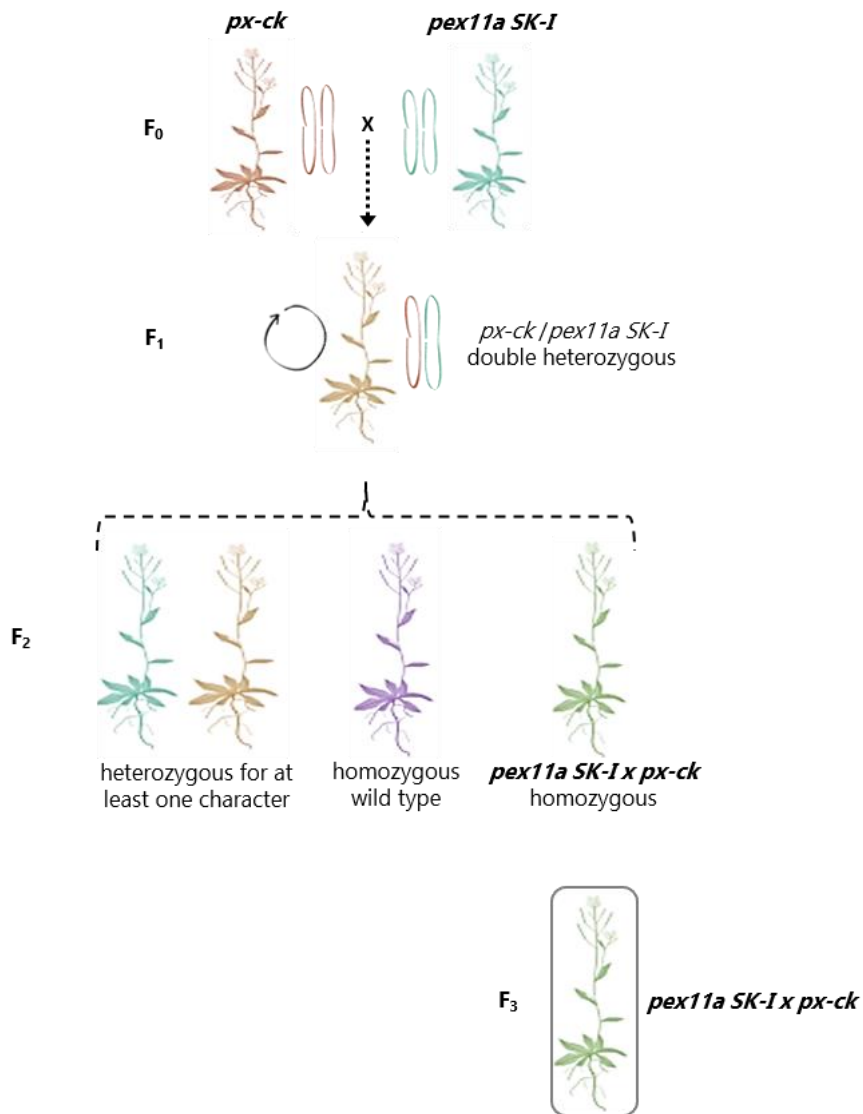 px-ck
pex11a SK-I
F₀
X
F₁
px-ck /pex11a SK-I
double heterozygous
F₂
heterozygous for at
least one character
homozygous
wild type
pex11a SK-I x px-ck
homozygous
F₃
pex11a SK-I x px-ck